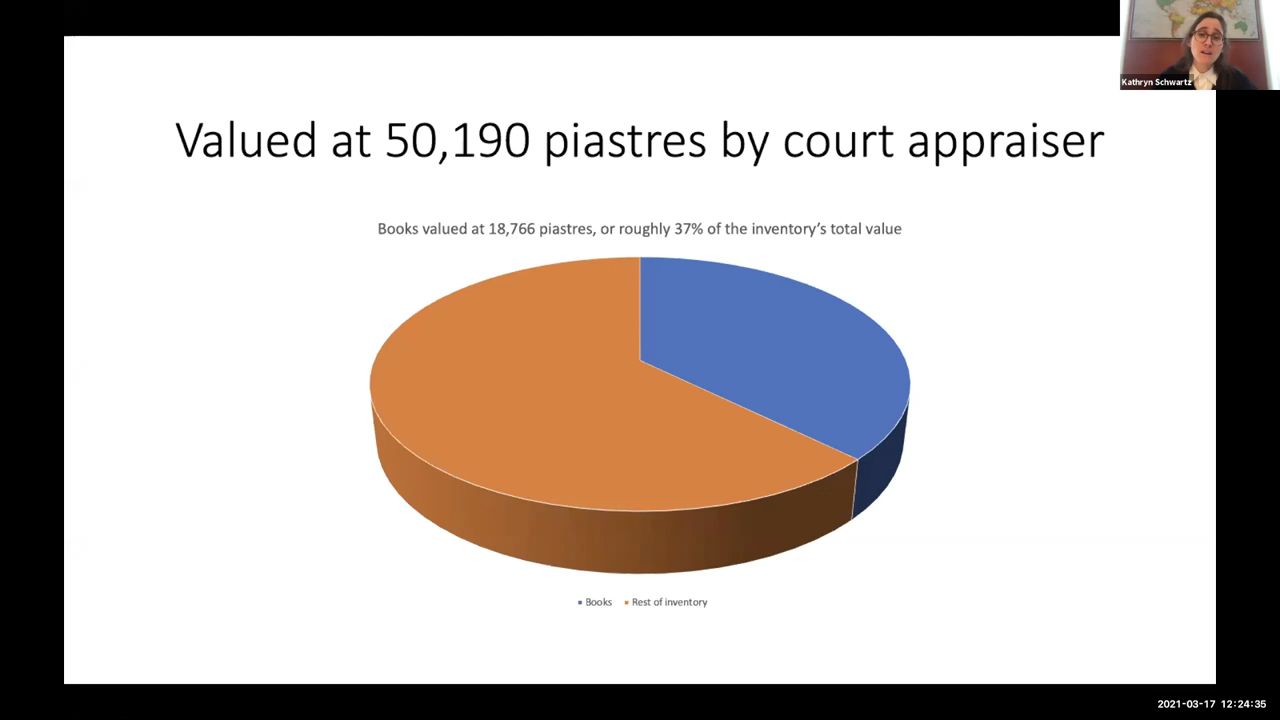 Kathryn Schwartz
Valued at 50,190 piastres by court appraiser
Books valued at 18,766 piastres, or roughly 37% of the inventory's total value
Books Rest of inventory
2021-03-17 12:24:35